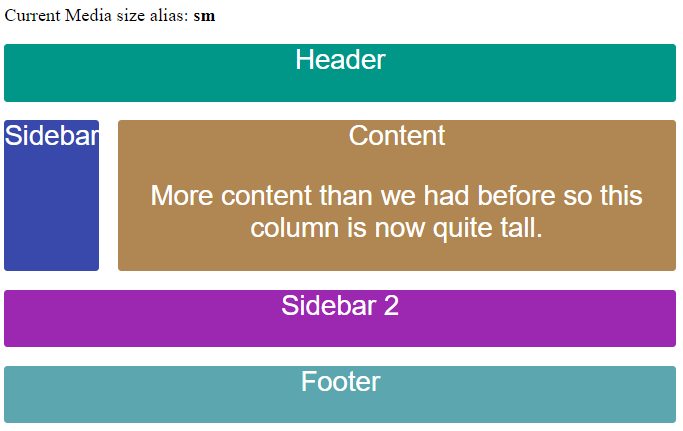 Current Media size alias: sm
Header
Sidebar
Content
More content than we had before so this
column is now quite tall.
Sidebar 2
Footer